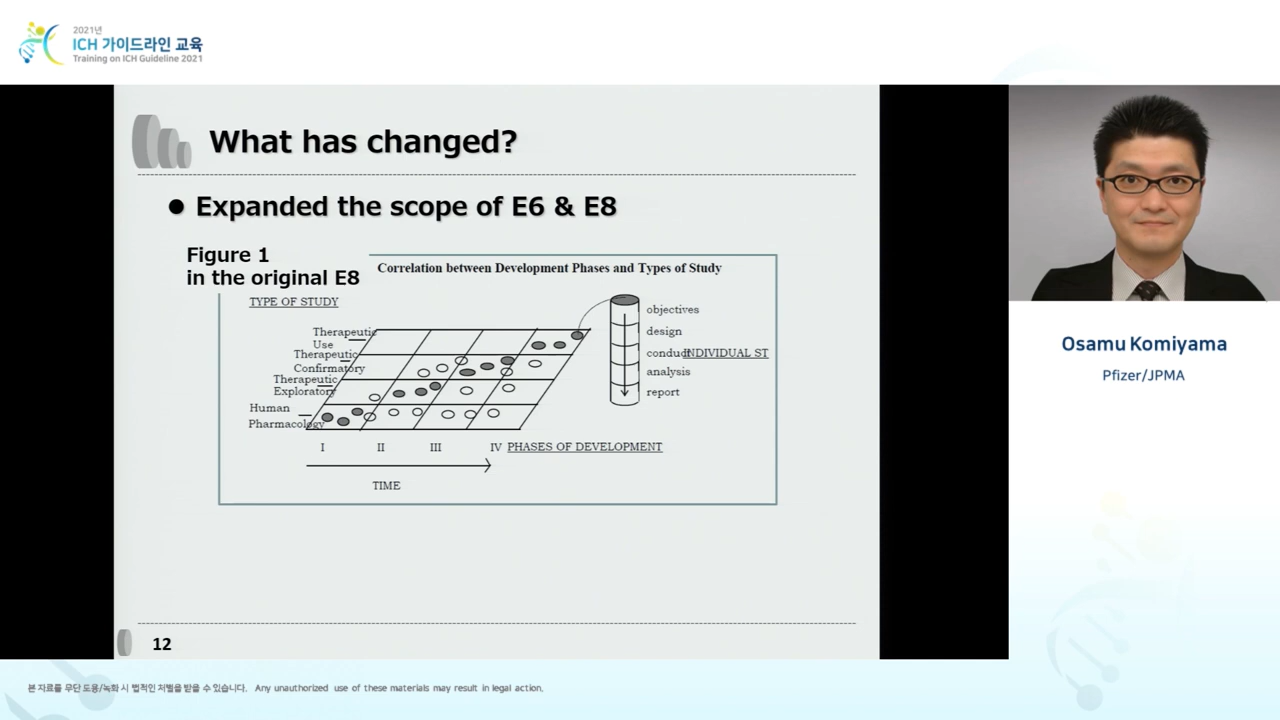 2021년
ICH 가이드라인 교육
Training on ICH Guideline 2021
What has changed?
● Expanded the scope of E6 & E8
Figure 1
in the original E8
Correlation between Development Phases and Types of Study
TYPE OF STUDY
Therapeutic
Use
Therapeutic
Confirmatory
Therapeutic
Exploratory
Human
Pharmacology
objectives
design
conduct
INDIVIDUAL ST
analysis
report
I II III IV PHASES OF DEVELOPMENT
TIME
12
Osamu Komiyama
Pfizer/JPMA
본 자료를 무단 도용/녹화 시 법적인 처벌을 받을 수 있습니다. Any unauthorized use of these materials may result in legal action.